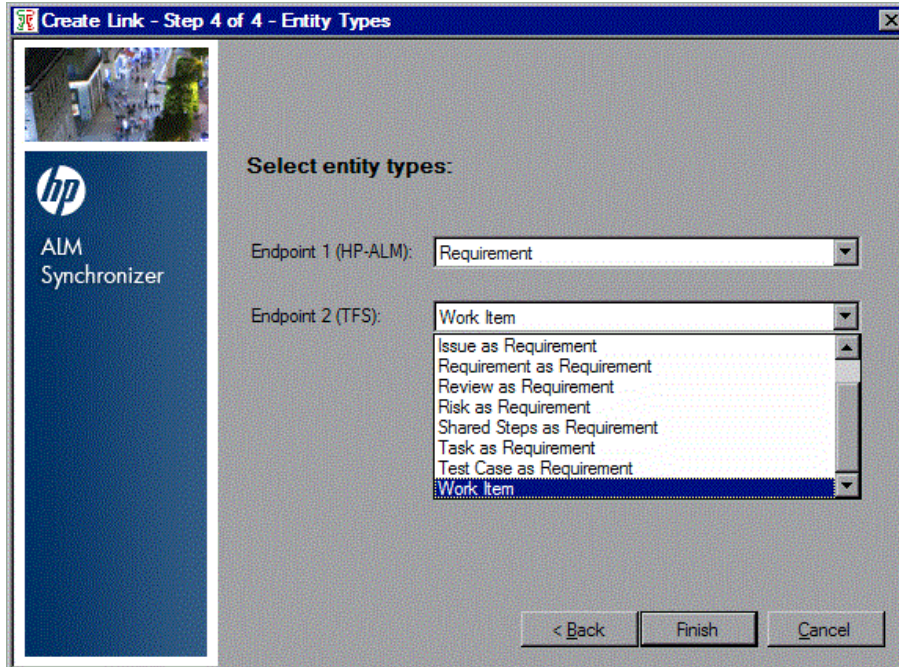 Create Link - Step 4 of 4 - Entity Types
hp
ALM
Synchronizer
Select entity types:
Endpoint 1 (HP-ALM): Requirement
Endpoint 2 (TFS): Work Item
Issue as Requirement
Requirement as Requirement
Review as Requirement
Risk as Requirement
Shared Steps as Requirement
Task as Requirement
Test Case as Requirement
Work Item
< Back Finish Cancel